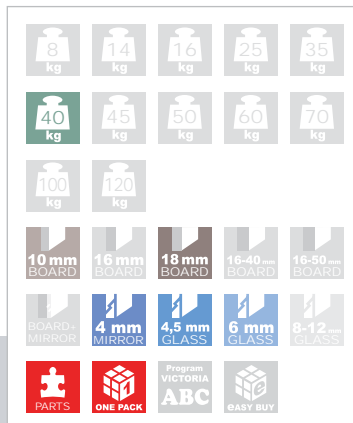 8 kg 14 kg 16 kg 25 kg 35 kg
40 kg 45 kg 50 kg 60 kg 70 kg
100 kg 120 kg
10 mm BOARD 16 mm BOARD 18 mm BOARD 16-40 mm BOARD 16-50 mm BOARD
BOARD+ MIRROR 4 mm MIRROR 4,5 mm GLASS 6 mm GLASS 8-12 mm GLASS
PARTS 1 ONE PACK Program VICTORIA ABC e eASY BUY